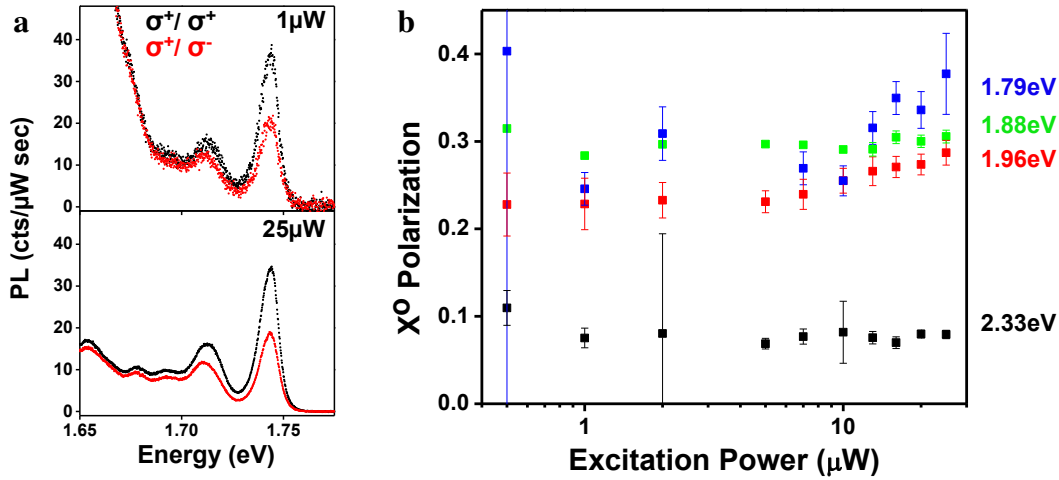 a
σ⁺/ σ⁺
σ⁺/ σ⁻
1µW
40
30
20
10
0
25µW
40
30
20
10
0
1.65
1.70
1.75
PL (cts/µW sec)
Energy (eV)
b
0.4
0.3
0.2
0.1
0.0
X⁰ Polarization
1
10
Excitation Power (µW)
1.79eV
1.88eV
1.96eV
2.33eV